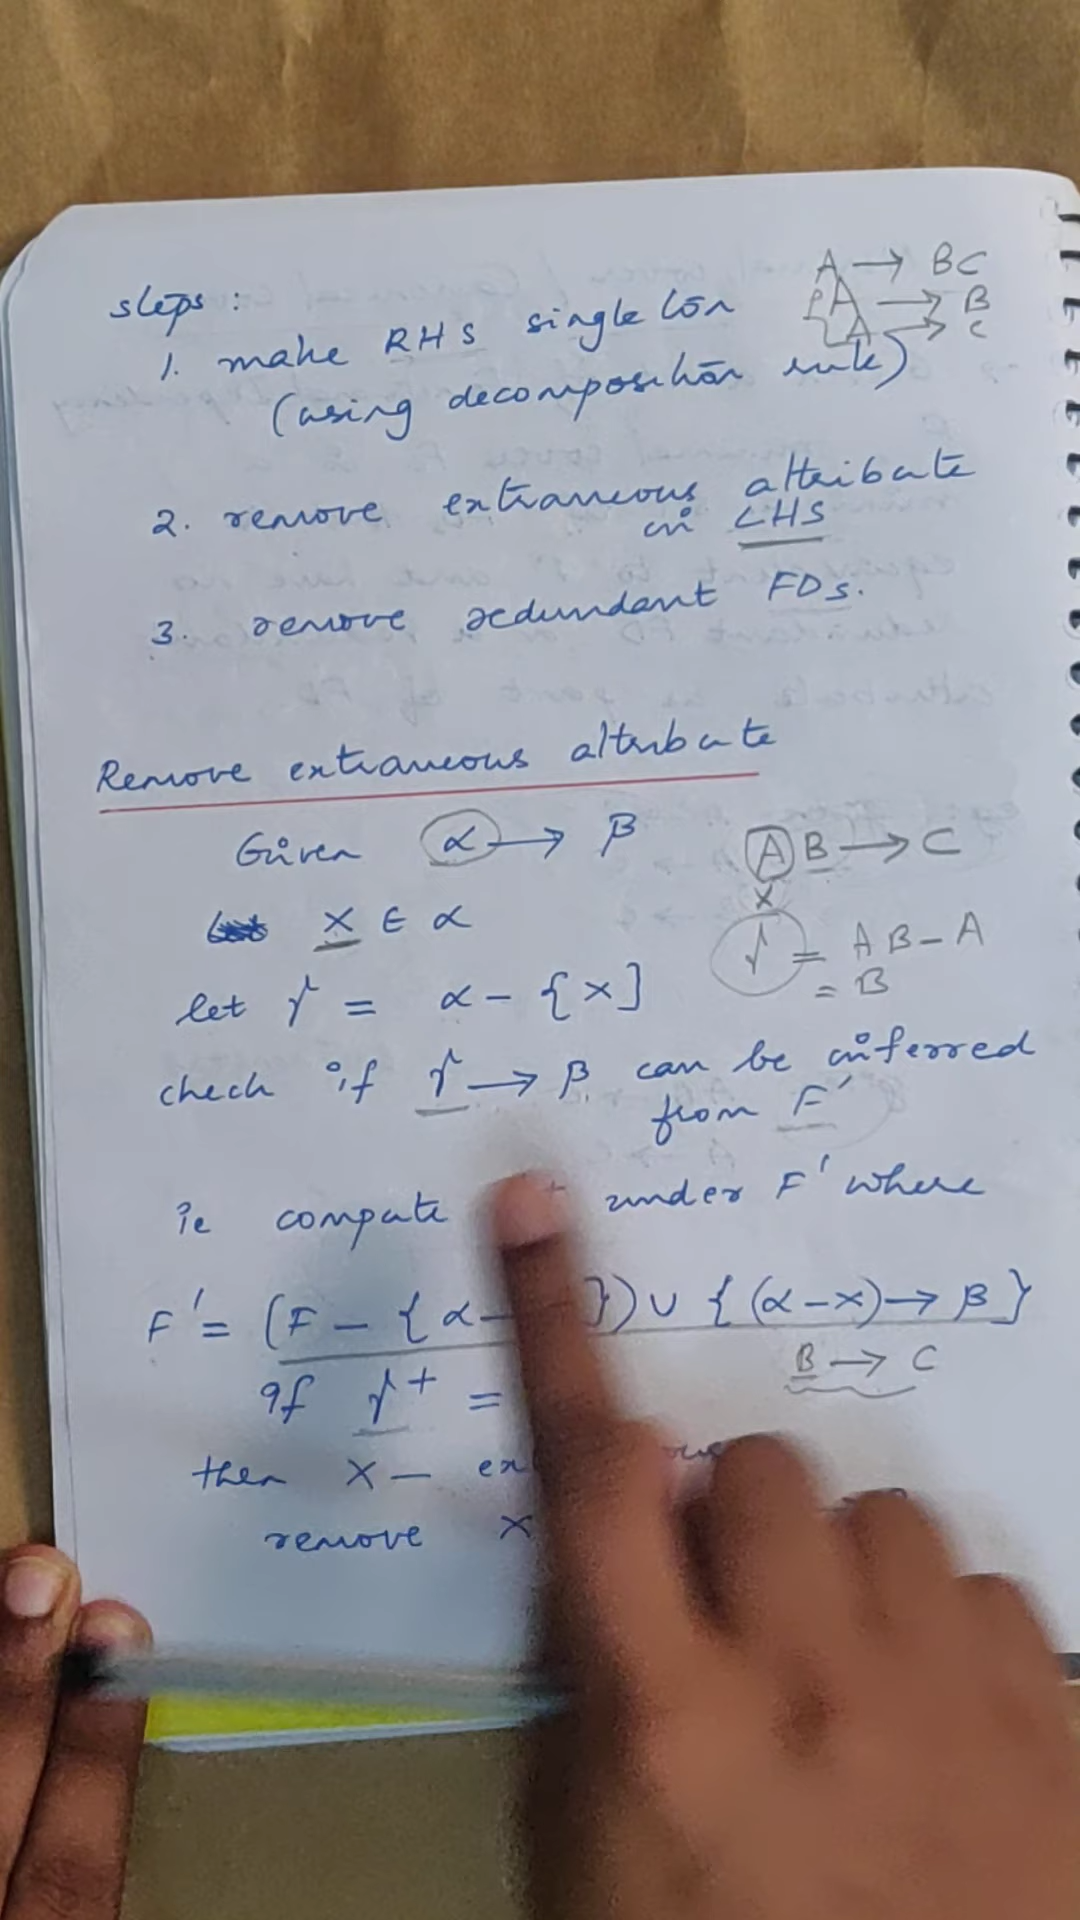 steps :
A → BC
1. make RHS singleton
A → B
A → C
(using decomposition rule)
2. remove extraneous attribute
in LHS
3. remove redundant FDs.
Remove extraneous attribute
Given α → β
A B → C
x
x ∈ α
γ = AB – A
= B
let γ = α – {x}
check if γ → β can be inferred
from F'
ie compute under F' where
F' = (F – {α – }) ∪ {(α–x) → β}
B → C
If γ+ =
then x –
remove x